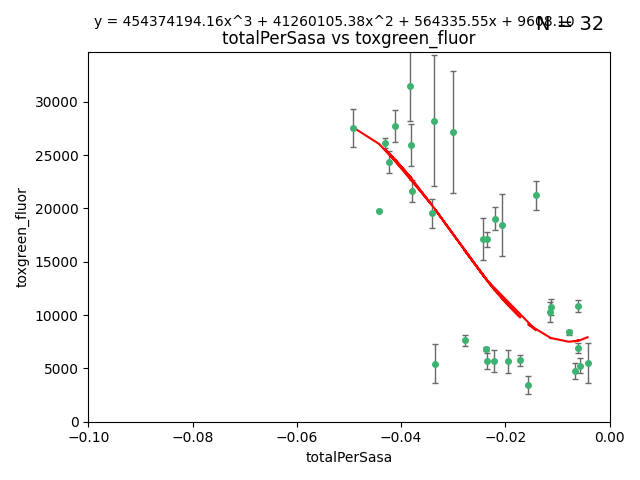 y = 454374194.16x^3 + 41260105.38x^2 + 564335.55x + 9608.10
N = 32
totalPerSasa vs toxgreen_fluor
toxgreen_fluor
30000
25000
20000
15000
10000
5000
0
−0.10
−0.08
−0.06
−0.04
−0.02
0.00
totalPerSasa